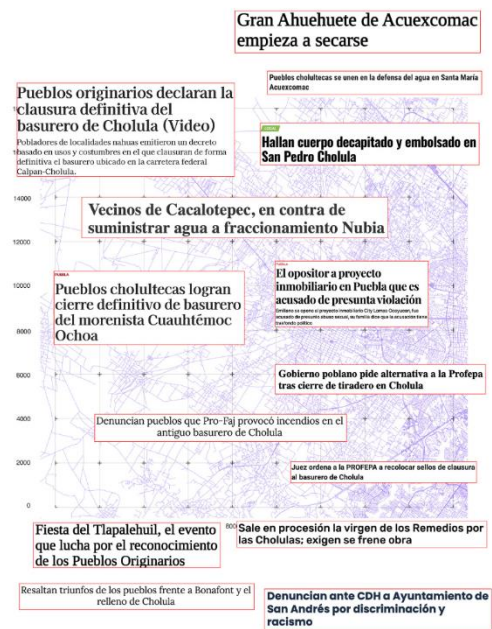 Gran Ahuehuete de Acuexcomac
empieza a secarse
Pueblos cholultecas se unen en la defensa del agua en Santa María
Acuexcomac
Pueblos originarios declaran la
clausura definitiva del
basurero de Cholula (Video)
Pobladores de localidades nahuas emitieron un decreto
basado en usos y costumbres en el que clausuran de forma
definitiva el basurero ubicado en la carretera federal
Calpan-Cholula.
Hallan cuerpo decapitado y embolsado en
San Pedro Cholula
14000
Vecinos de Cacalotepec, en contra de
suministrar agua a fraccionamiento Nubia
12000
PUEBLA
Pueblos cholultecas logran
cierre definitivo de basurero
del morenista Cuauhtémoc
Ochoa
El opositor a proyecto
inmobiliario en Puebla que es
acusado de presunta violación
10000
8000
Gobierno poblano pide alternativa a la Profepa
tras cierre de tiradero en Cholula
6000
4000
Denuncian pueblos que Pro-Faj provocó incendios en el
antiguo basurero de Cholula
2000
Juez ordena a la PROFEPA a recolocar sellos de clausura
al basurero de Cholula
0
800
Fiesta del Tlapalehuil, el evento
que lucha por el reconocimiento
de los Pueblos Originarios
Sale en procesión la virgen de los Remedios por
las Cholulas; exigen se frene obra
Resaltan triunfos de los pueblos frente a Bonafont y el
relleno de Cholula
Denuncian ante CDH a Ayuntamiento de
San Andrés por discriminación y
racismo